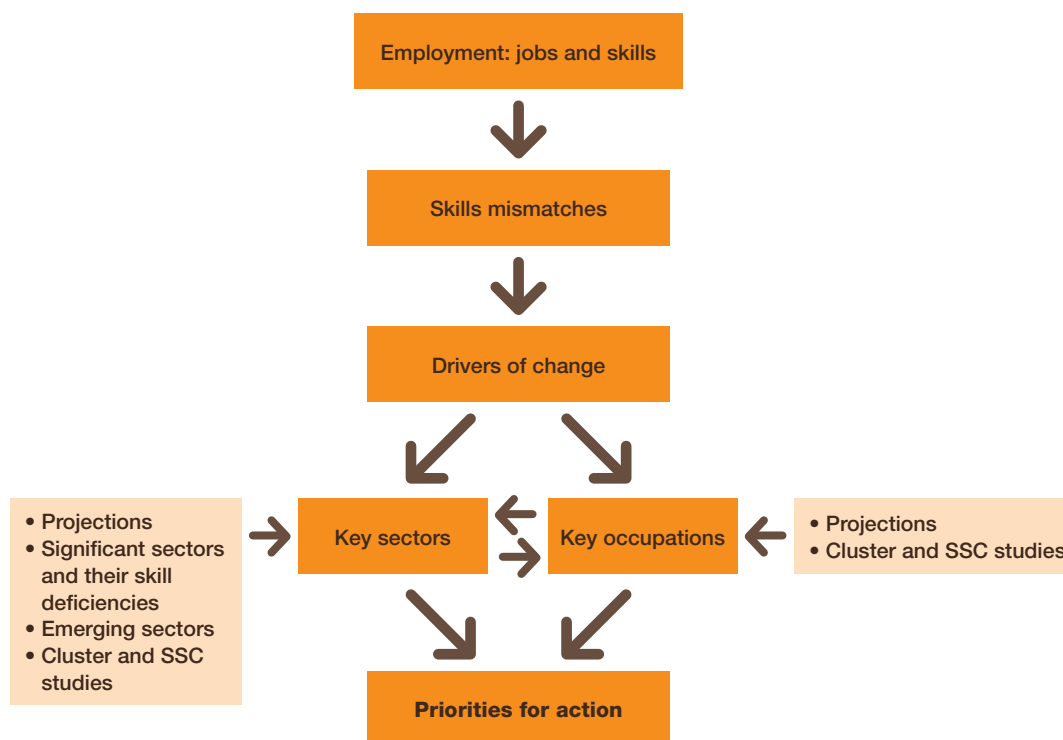 Employment: jobs and skills
Skills mismatches
Drivers of change
• Projections
• Significant sectors
and their skill
deficiencies
• Emerging sectors
• Cluster and SSC
studies
Key sectors
Key occupations
• Projections
• Cluster and SSC studies
Priorities for action